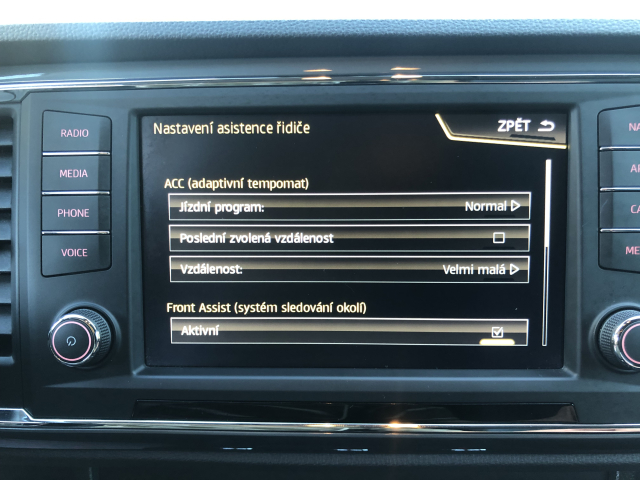 RADIO
MEDIA
PHONE
VOICE
Nastavení asistence řidiče
ZPĚT
ACC (adaptivní tempomat)
Jízdní program: Normal
Poslední zvolená vzdálenost
Vzdálenost: Velmi malá
Front Assist (systém sledování okolí)
Aktivní